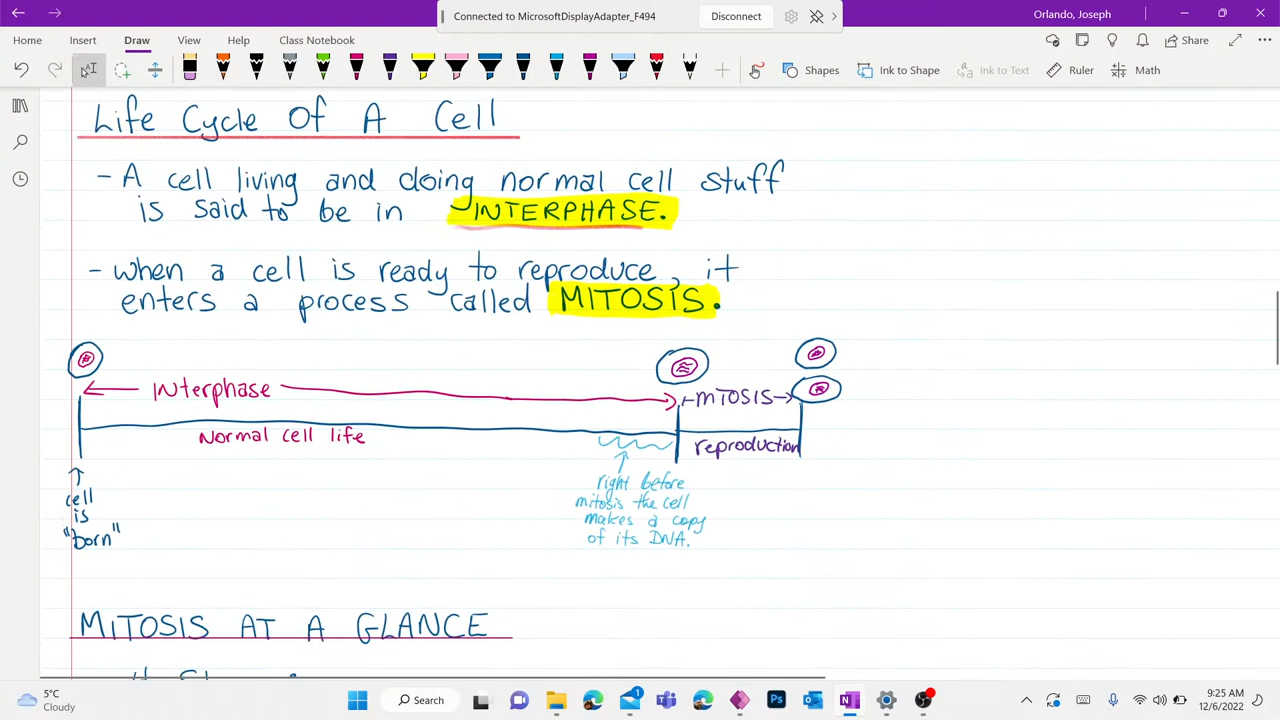 Connected to MicrosoftDisplayAdapter_F494
Disconnect
Orlando, Joseph
Home Insert Draw View Help Class Notebook
Share
Shapes Ink to Shape Ink to Text Ruler Math
Life Cycle Of A Cell
- A cell living and doing normal cell stuff
is said to be in INTERPHASE.
- when a cell is ready to reproduce, it
enters a process called MITOSIS.
Interphase
MITOSIS
Normal cell life
reproduction
cell
is
"born"
right before
mitosis the cell
makes a copy
of its DNA.
MITOSIS AT A GLANCE
5°C
Cloudy
Search
1
9:25 AM
12/6/2022